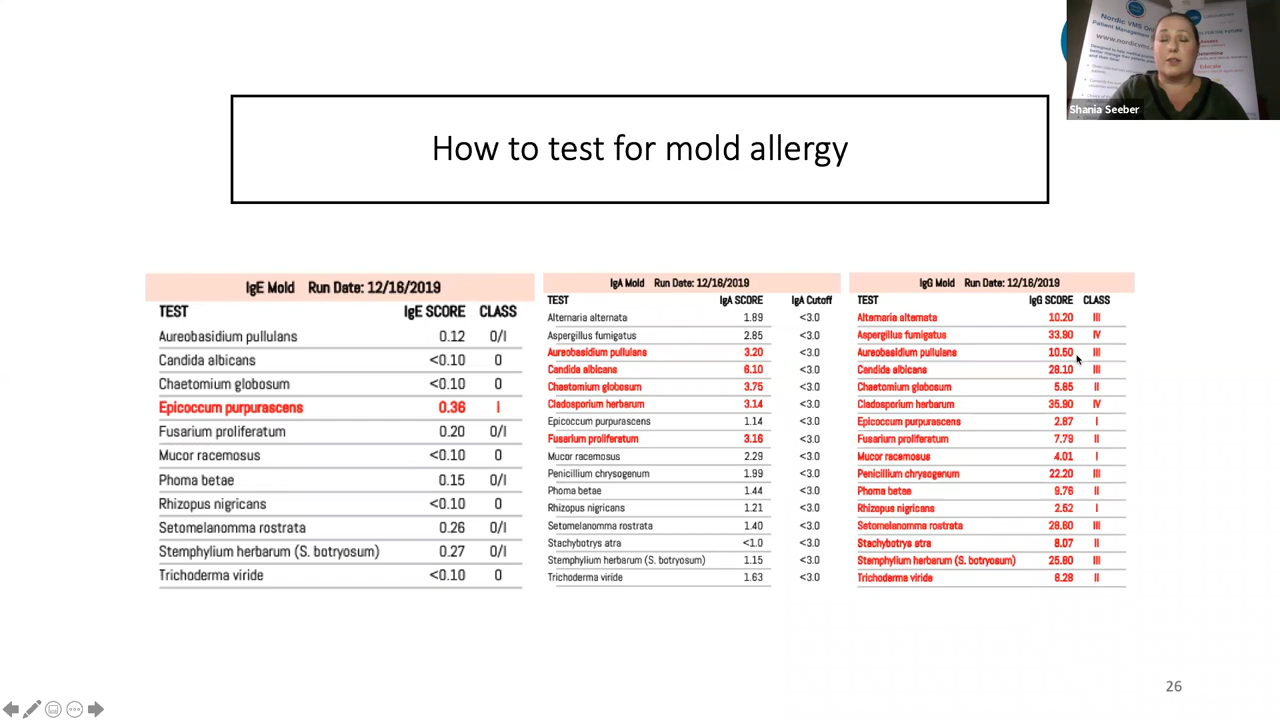 Nordic VMS
Patient Management
www.nordicvms.
Educate
Shania Seeber
How to test for mold allergy
IgE Mold Run Date: 12/16/2019
TEST IgE SCORE CLASS
Aureobasidium pullulans 0.12 0/I
Candida albicans <0.10 0
Chaetomium globosum <0.10 0
Epicoccum purpurascens 0.36 I
Fusarium proliferatum 0.20 0/I
Mucor racemosus <0.10 0
Phoma betae 0.15 0/I
Rhizopus nigricans <0.10 0
Setomelanomma rostrata 0.26 0/I
Stemphylium herbarum (S. botryosum) 0.27 0/I
Trichoderma viride <0.10 0
IgA Mold Run Date: 12/16/2019
TEST IgA SCORE IgA Cutoff
Alternaria alternata 1.89 <3.0
Aspergillus fumigatus 2.85 <3.0
Aureobasidium pullulans 3.20 <3.0
Candida albicans 6.10 <3.0
Chaetomium globosum 3.75 <3.0
Cladosporium herbarum 3.14 <3.0
Epicoccum purpurascens 1.14 <3.0
Fusarium proliferatum 3.16 <3.0
Mucor racemosus 2.29 <3.0
Penicillium chrysogenum 1.99 <3.0
Phoma betae 1.44 <3.0
Rhizopus nigricans 1.21 <3.0
Setomelanomma rostrata 1.40 <3.0
Stachybotrys atra <1.0 <3.0
Stemphylium herbarum (S. botryosum) 1.15 <3.0
Trichoderma viride 1.63 <3.0
IgG Mold Run Date: 12/16/2019
TEST IgG SCORE CLASS
Alternaria alternata 10.20 III
Aspergillus fumigatus 33.90 IV
Aureobasidium pullulans 10.50 III
Candida albicans 28.10 III
Chaetomium globosum 5.85 II
Cladosporium herbarum 35.90 IV
Epicoccum purpurascens 2.87 I
Fusarium proliferatum 7.79 II
Mucor racemosus 4.01 I
Penicillium chrysogenum 22.20 III
Phoma betae 9.76 II
Rhizopus nigricans 2.52 I
Setomelanomma rostrata 28.60 III
Stachybotrys atra 8.07 II
Stemphylium herbarum (S. botryosum) 25.80 III
Trichoderma viride 8.28 II
26